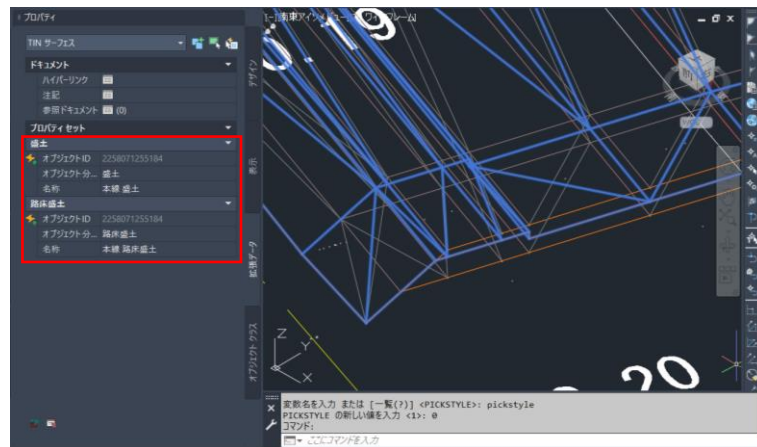 プロパティ
TIN サーフェス
ドキュメント
ハイパーリンク
注記
参照ドキュメント (0)
プロパティ セット
盛土
オブジェクトID 2258071255184
オブジェクト分... 盛土
名称 本線 盛土
路床盛土
オブジェクトID 2258071255184
オブジェクト分... 路床盛土
名称 本線 路床盛土
デザイン
表示
拡張データ
オブジェクト クラス
19
20
Z
Y
X
変数名を入力 または [一覧(?)] <PICKSTYLE>: pickstyle
PICKSTYLE の新しい値を入力 <1>: 0
コマンド:
ここにコマンドを入力